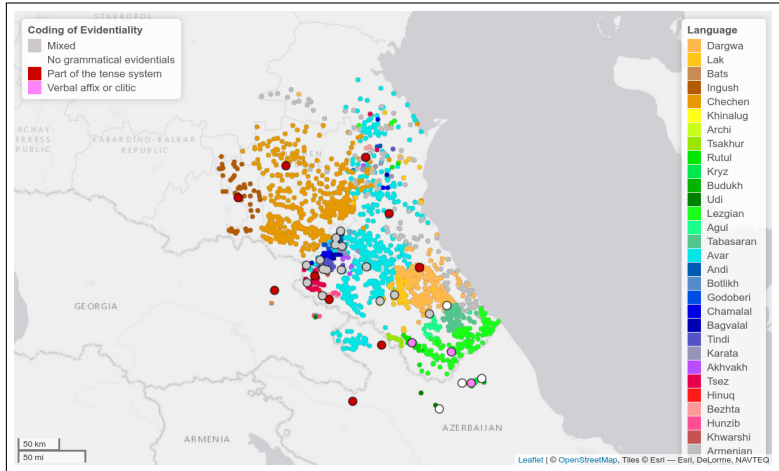 STAVROPOL
Coding of Evidentiality
Mixed
No grammatical evidentials
Part of the tense system
Verbal affix or clitic
ACHAY-
ERKESS
PUBLIC
KABARDINO-BALKAR
REPUBLIC
EN
GEORGIA
ARMENIA
AZERBAIJAN
50 km
50 mi
Language
Dargwa
Lak
Bats
Ingush
Chechen
Khinalug
Archi
Tsakhur
Rutul
Kryz
Budukh
Udi
Lezgian
Agul
Tabasaran
Avar
Andi
Botlikh
Godoberi
Chamalal
Bagvalal
Tindi
Karata
Akhvakh
Tsez
Hinuq
Bezhta
Hunzib
Khwarshi
Armenian
Leaflet | © OpenStreetMap, Tiles © Esri — Esri, DeLorme, NAVTEQ